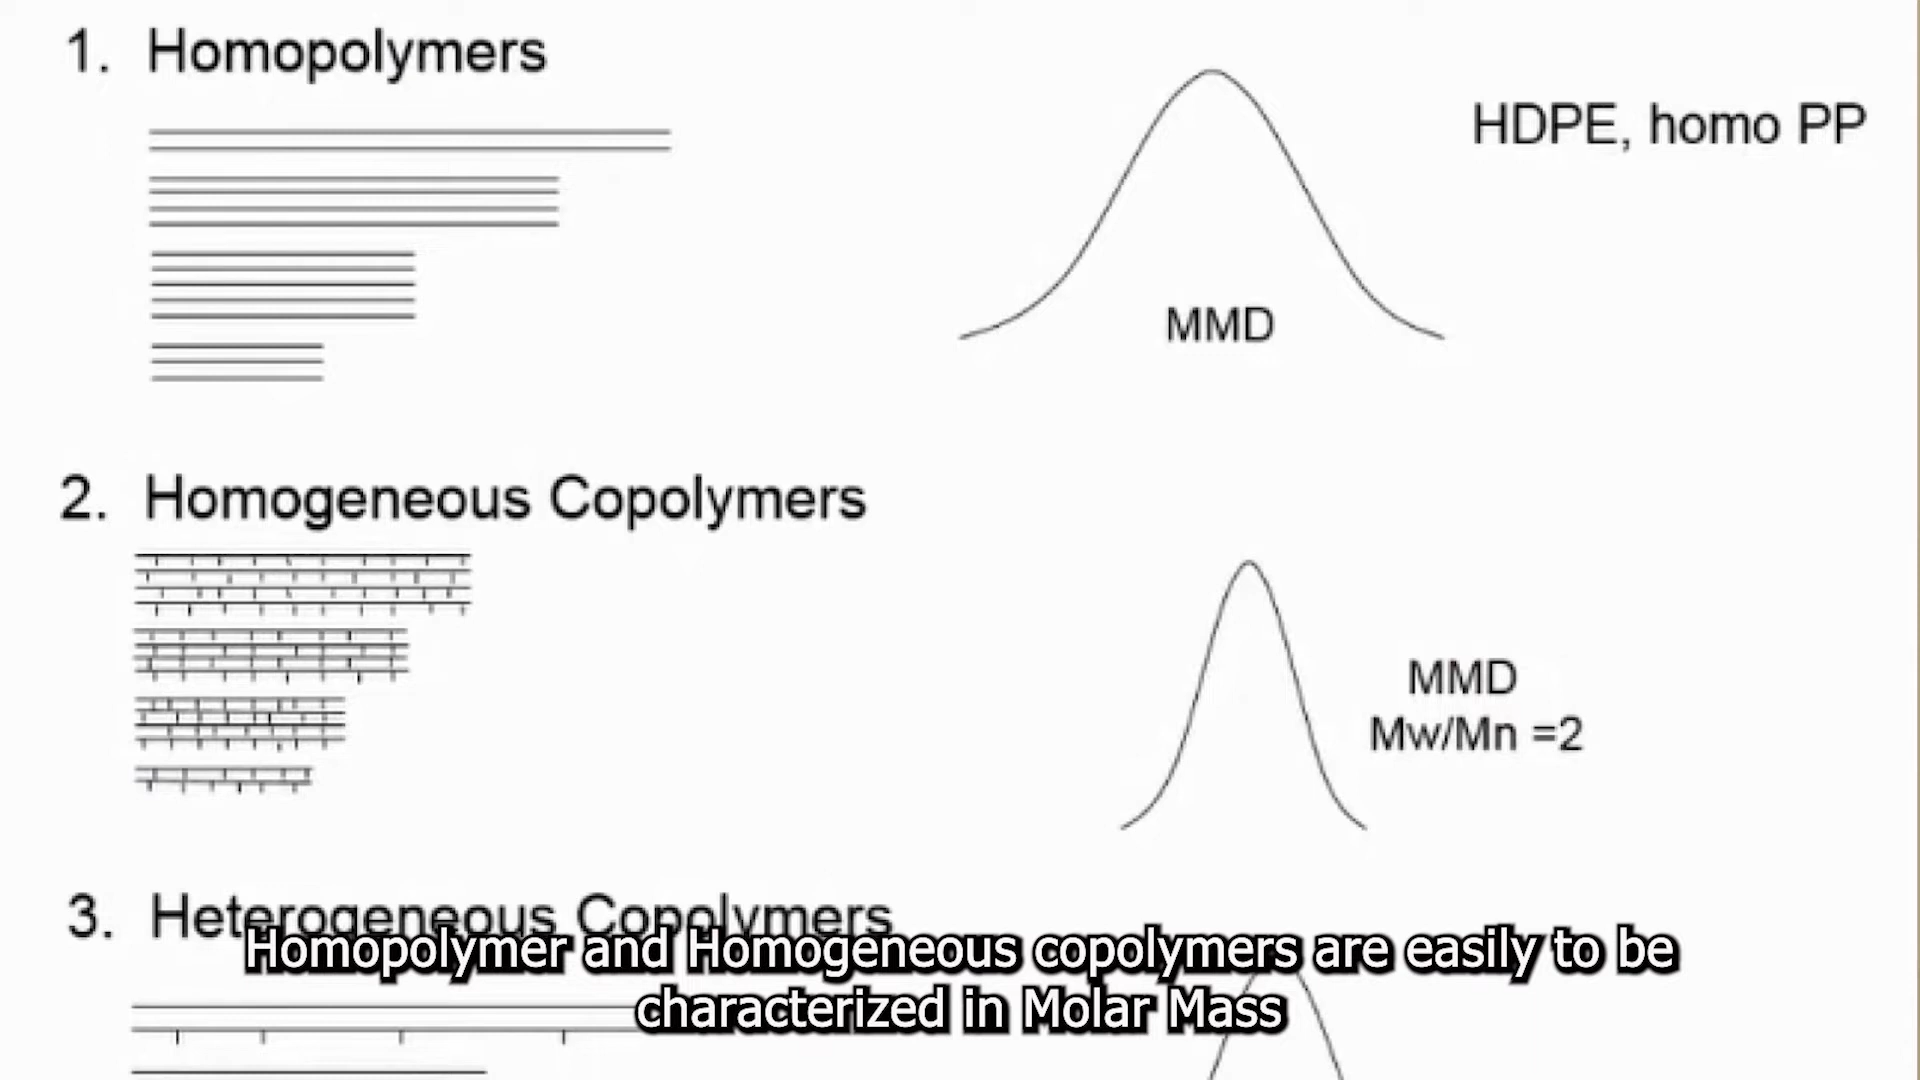 1. Homopolymers
HDPE, homo PP
MMD
2. Homogeneous Copolymers
MMD
Mw/Mn =2
3. Heterogeneous Copolymers
Homopolymer and Homogeneous copolymers are easily to be
characterized in Molar Mass